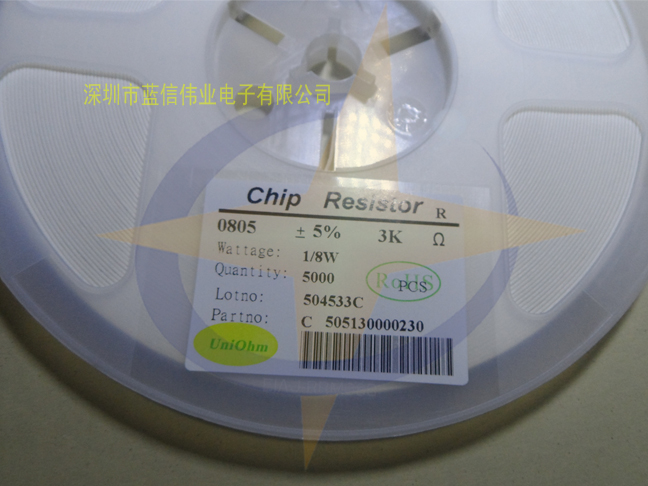 深圳市蓝信伟业电子有限公司
Chip Resistor R
0805 ± 5% 3K Ω
Wattage: 1/8W
Quantity: 5000 PCS
RoHS
Lotno: 504533C
Partno: C 505130000230
UniOhm